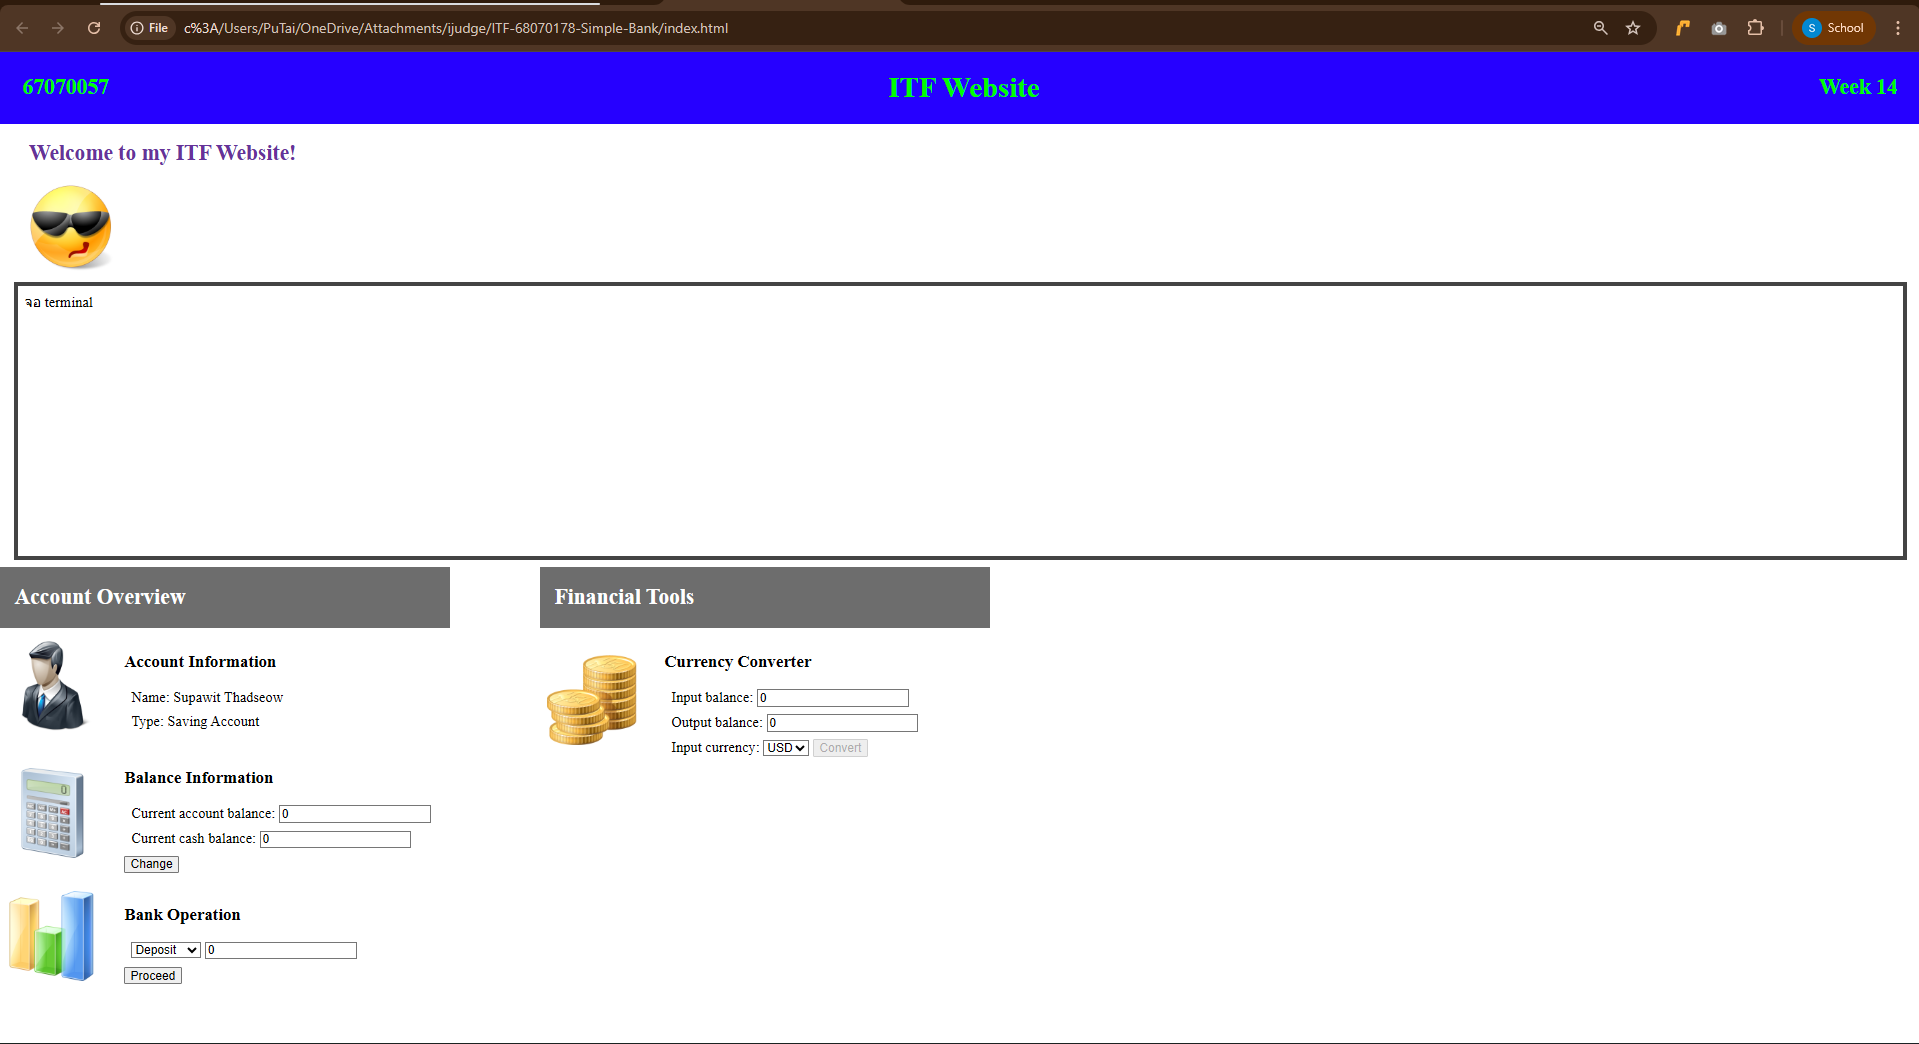 File
c%3A/Users/PuTai/OneDrive/Attachments/ijudge/ITF-68070178-Simple-Bank/index.html
S
School
67070057
ITF Website
Week 14
Welcome to my ITF Website!
จอ terminal
Account Overview
Financial Tools
Account Information
Name: Supawit Thadseow
Type: Saving Account
Currency Converter
Input balance: 0
Output balance: 0
Input currency: USD Convert
0
Balance Information
Current account balance: 0
Current cash balance: 0
Change
Bank Operation
Deposit 0
Proceed